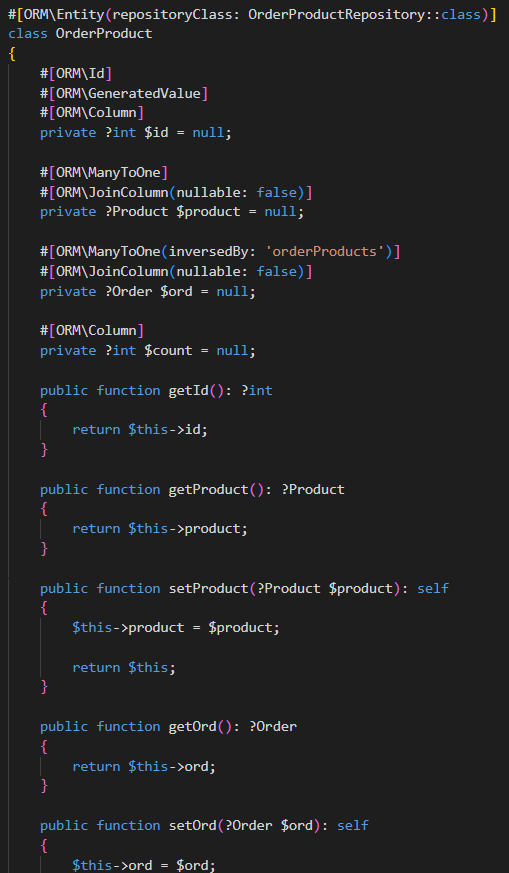 #[ORM\Entity(repositoryClass: OrderProductRepository::class)]
class OrderProduct
{
    #[ORM\Id]
    #[ORM\GeneratedValue]
    #[ORM\Column]
    private ?int $id = null;

    #[ORM\ManyToOne]
    #[ORM\JoinColumn(nullable: false)]
    private ?Product $product = null;

    #[ORM\ManyToOne(inversedBy: 'orderProducts')]
    #[ORM\JoinColumn(nullable: false)]
    private ?Order $ord = null;

    #[ORM\Column]
    private ?int $count = null;

    public function getId(): ?int
    {
        return $this->id;
    }

    public function getProduct(): ?Product
    {
        return $this->product;
    }

    public function setProduct(?Product $product): self
    {
        $this->product = $product;

        return $this;
    }

    public function getOrd(): ?Order
    {
        return $this->ord;
    }

    public function setOrd(?Order $ord): self
    {
        $this->ord = $ord;